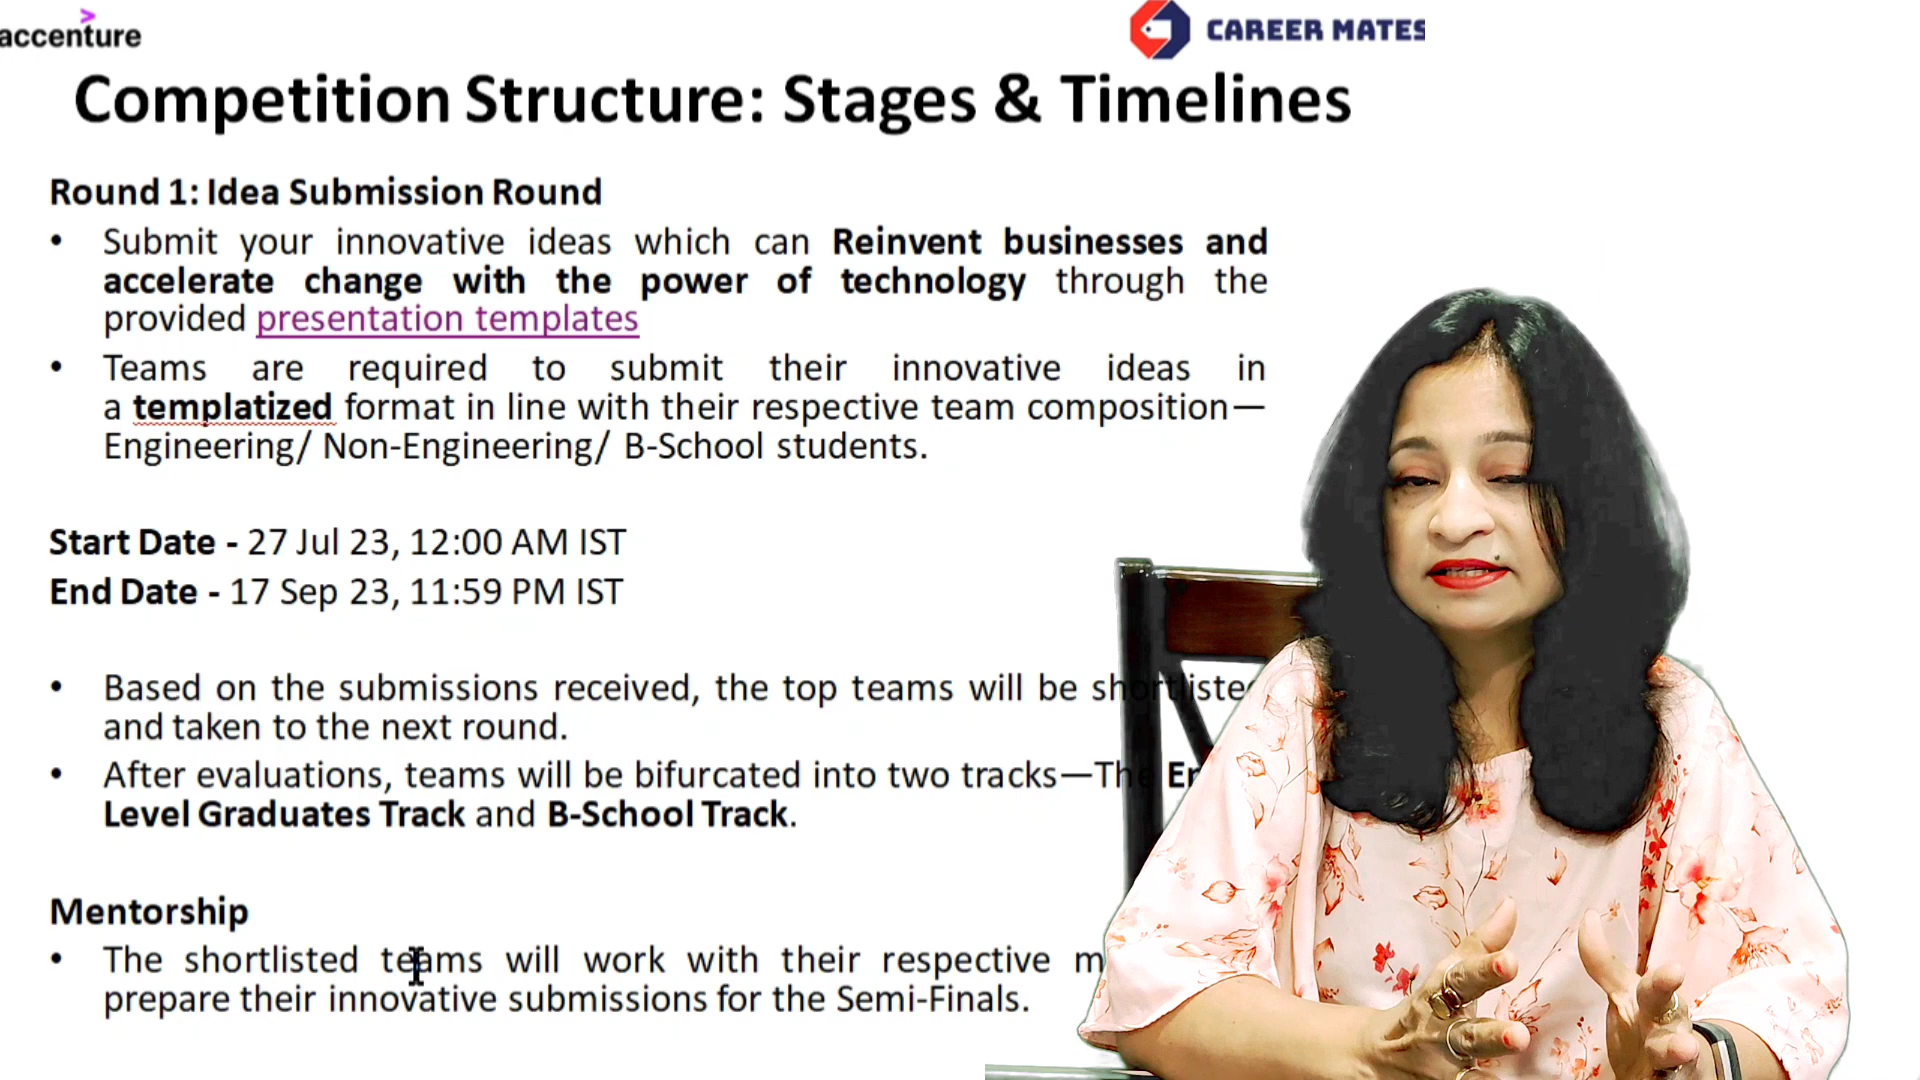 accenture
CAREER MATES
Competition Structure: Stages & Timelines
Round 1: Idea Submission Round
• Submit your innovative ideas which can Reinvent businesses and
accelerate change with the power of technology through the
provided presentation templates
• Teams are required to submit their innovative ideas in
a templatized format in line with their respective team composition—
Engineering/ Non-Engineering/ B-School students.
Start Date - 27 Jul 23, 12:00 AM IST
End Date - 17 Sep 23, 11:59 PM IST
• Based on the submissions received, the top teams will be shortlisted
and taken to the next round.
• After evaluations, teams will be bifurcated into two tracks—The
Level Graduates Track and B-School Track.
Mentorship
• The shortlisted teams will work with their respective
prepare their innovative submissions for the Semi-Finals.